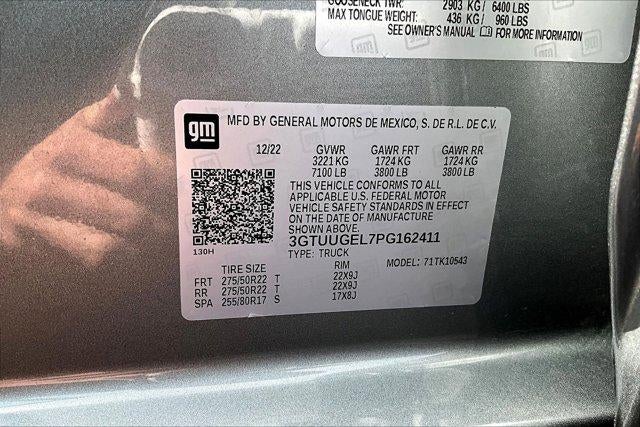 GOOSENECK TWR: 2903 KG/ 6400 LBS
MAX TONGUE WEIGHT: 436 KG/ 960 LBS
SEE OWNER'S MANUAL FOR MORE INFORMATION
gm
MFD BY GENERAL MOTORS DE MEXICO, S. DE R.L. DE C.V.
12/22 GVWR GAWR FRT GAWR RR
3221 KG 1724 KG 1724 KG
7100 LB 3800 LB 3800 LB
THIS VEHICLE CONFORMS TO ALL
APPLICABLE U.S. FEDERAL MOTOR
VEHICLE SAFETY STANDARDS IN EFFECT
ON THE DATE OF MANUFACTURE
SHOWN ABOVE.
3GTUUGEL7PG162411
130H
TYPE: TRUCK MODEL: 71TK10543
TIRE SIZE RIM
FRT 275/50R22 T 22X9J
RR 275/50R22 T 22X9J
SPA 255/80R17 S 17X8J